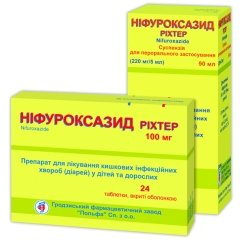 НІФУРОКСАЗИД РІХТЕР
Nifuroxazide
100 мг
Препарат для лікування кишкових інфекційних
хвороб (діареї) у дітей та дорослих
24
таблетки, вкриті оболонкою
Гродзиський фармацевтичний завод
"Польфа" Сп. з о.о.
НІФУРОКСАЗИД
РІХТЕР
Nifuroxazide
Суспензія
для перорального застосування
(220 мг/5 мл)
90 мл